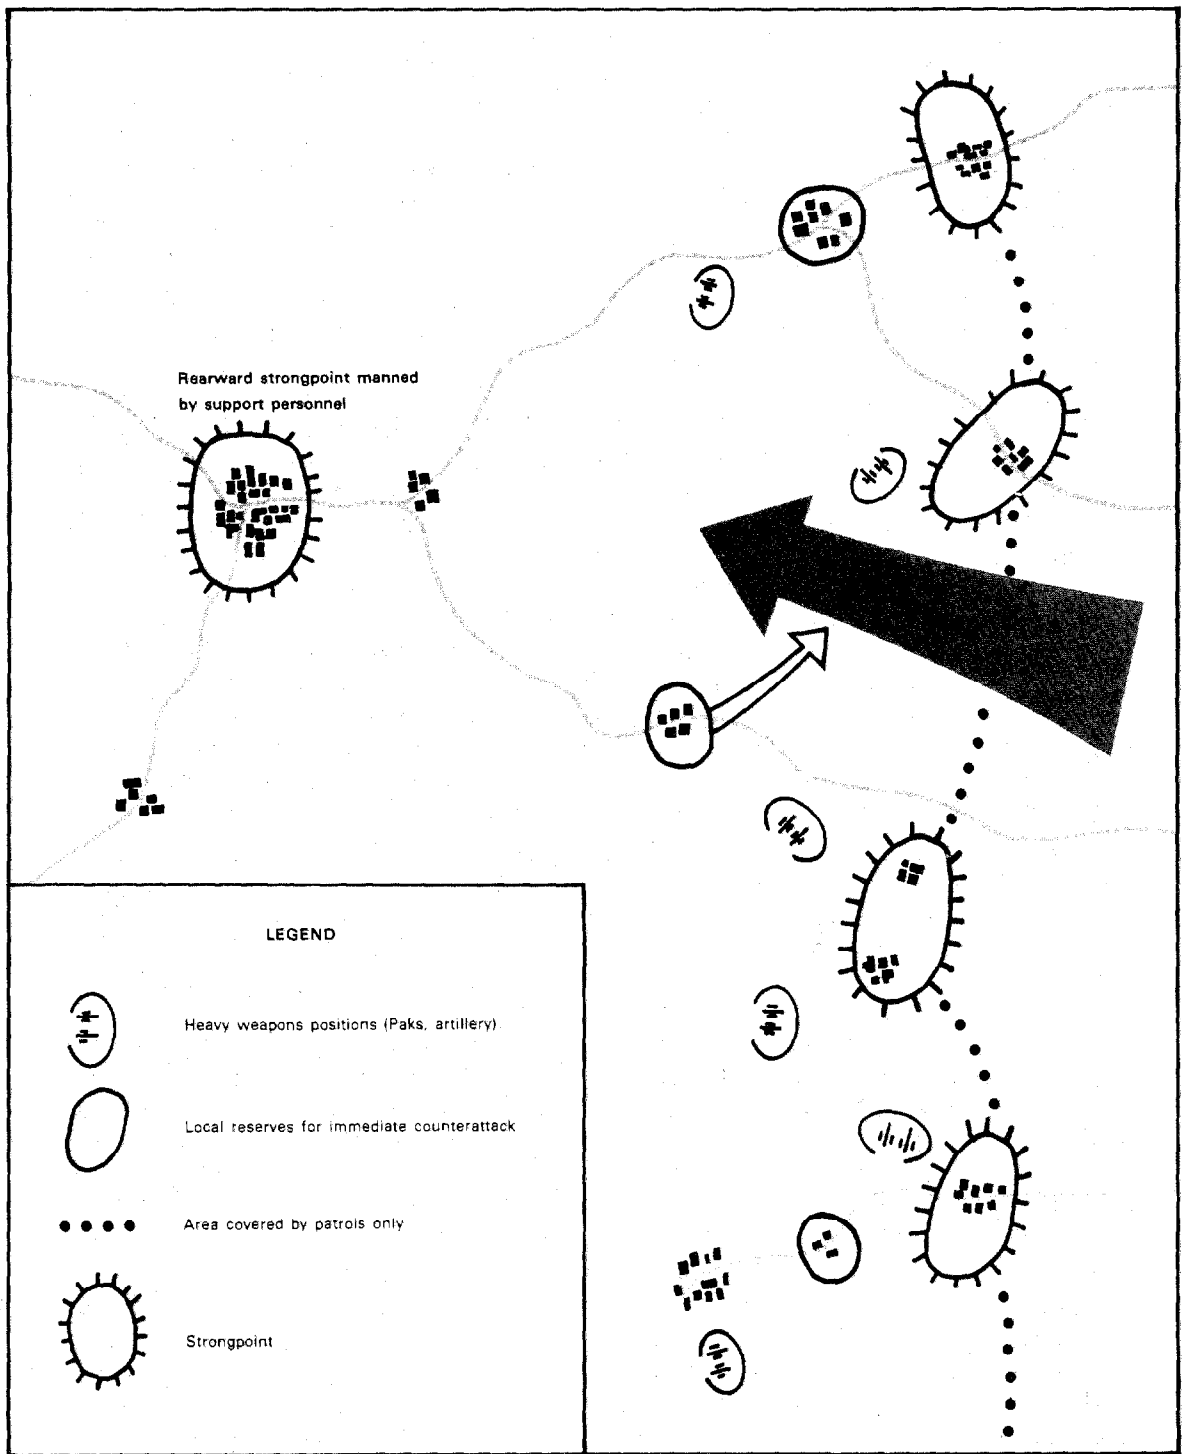 Rearward strongpoint manned
by support personnel
LEGEND
Heavy weapons positions (Paks, artillery)
Local reserves for immediate counterattack
Area covered by patrols only
Strongpoint